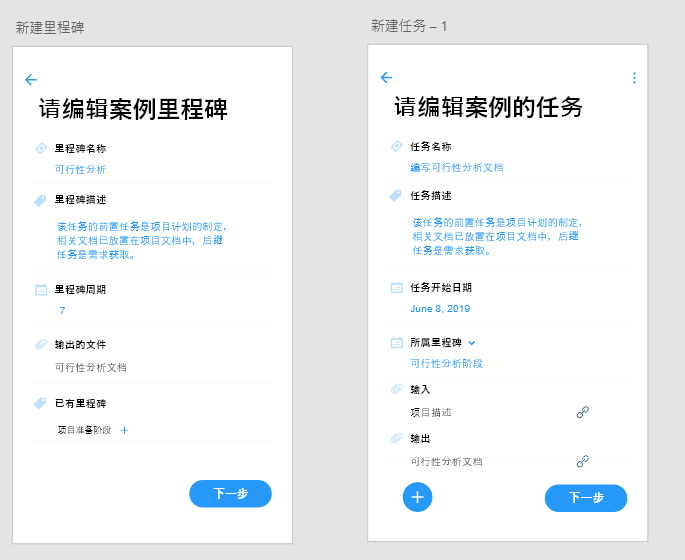 新建里程碑
请编辑案例里程碑
里程碑名称
可行性分析
里程碑描述
该任务的前置任务是项目计划的制定，
相关文档已放置在项目文档中，后继
任务是需求获取。
里程碑周期
7
输出的文件
可行性分析文档
已有里程碑
项目准备阶段 +
下一步
新建任务 – 1
请编辑案例的任务
任务名称
编写可行性分析文档
任务描述
该任务的前置任务是项目计划的制定，
相关文档已放置在项目文档中，后继
任务是需求获取。
任务开始日期
June 8, 2019
所属里程碑
可行性分析阶段
输入
项目描述
输出
可行性分析文档
下一步